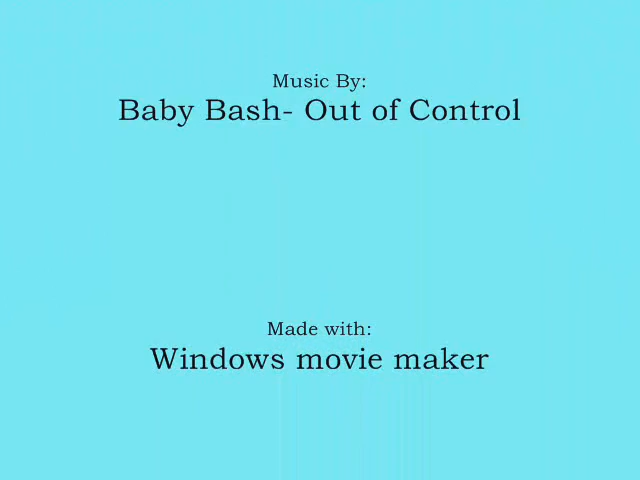 Music By:
Baby Bash- Out of Control
Made with:
Windows movie maker